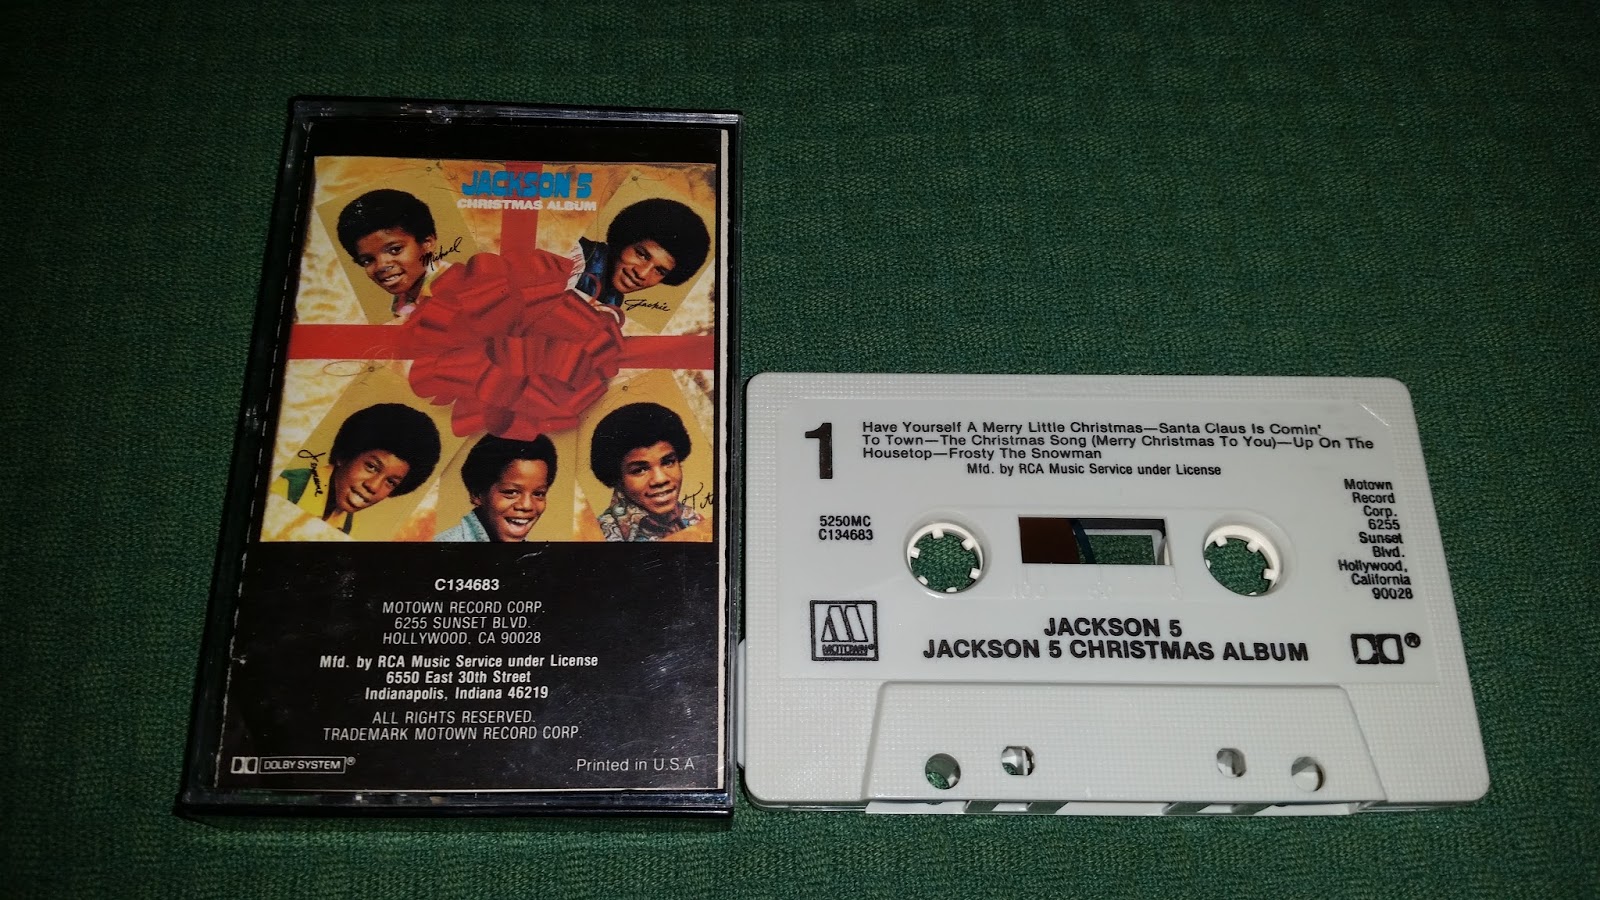 JACKSON 5
CHRISTMAS ALBUM
Michael
Jackie
Jermaine
Tito
C134683
MOTOWN RECORD CORP.
6255 SUNSET BLVD.
HOLLYWOOD, CA 90028
Mfd. by RCA Music Service under License
6550 East 30th Street
Indianapolis, Indiana 46219
ALL RIGHTS RESERVED.
TRADEMARK MOTOWN RECORD CORP.
DOLBY SYSTEM®
Printed in U.S.A.
1
Have Yourself A Merry Little Christmas—Santa Claus Is Comin'
To Town—The Christmas Song (Merry Christmas To You)—Up On The
Housetop—Frosty The Snowman
Mfd. by RCA Music Service under License
5250MC
C134683
Motown
Record
Corp.
6255
Sunset
Blvd.
Hollywood,
California
90028
100 50 0
M
MOTOWN®
JACKSON 5
JACKSON 5 CHRISTMAS ALBUM
®